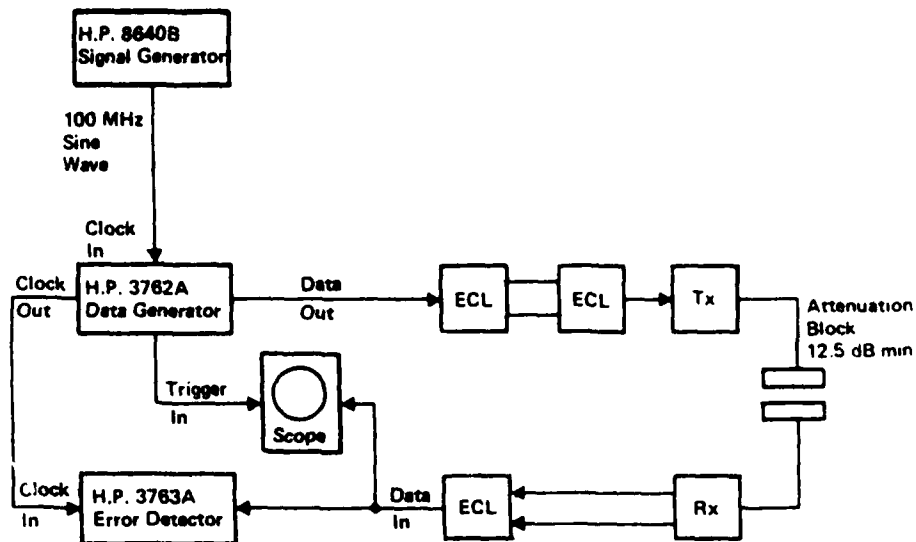 H.P. 8640B
Signal Generator
100 MHz
Sine
Wave
Clock
In
Clock
Out
H.P. 3762A
Data Generator
Data
Out
ECL
ECL
Tx
Attenuation
Block
12.5 dB min
Trigger
In
Scope
Clock
In
H.P. 3763A
Error Detector
Data
In
ECL
Rx